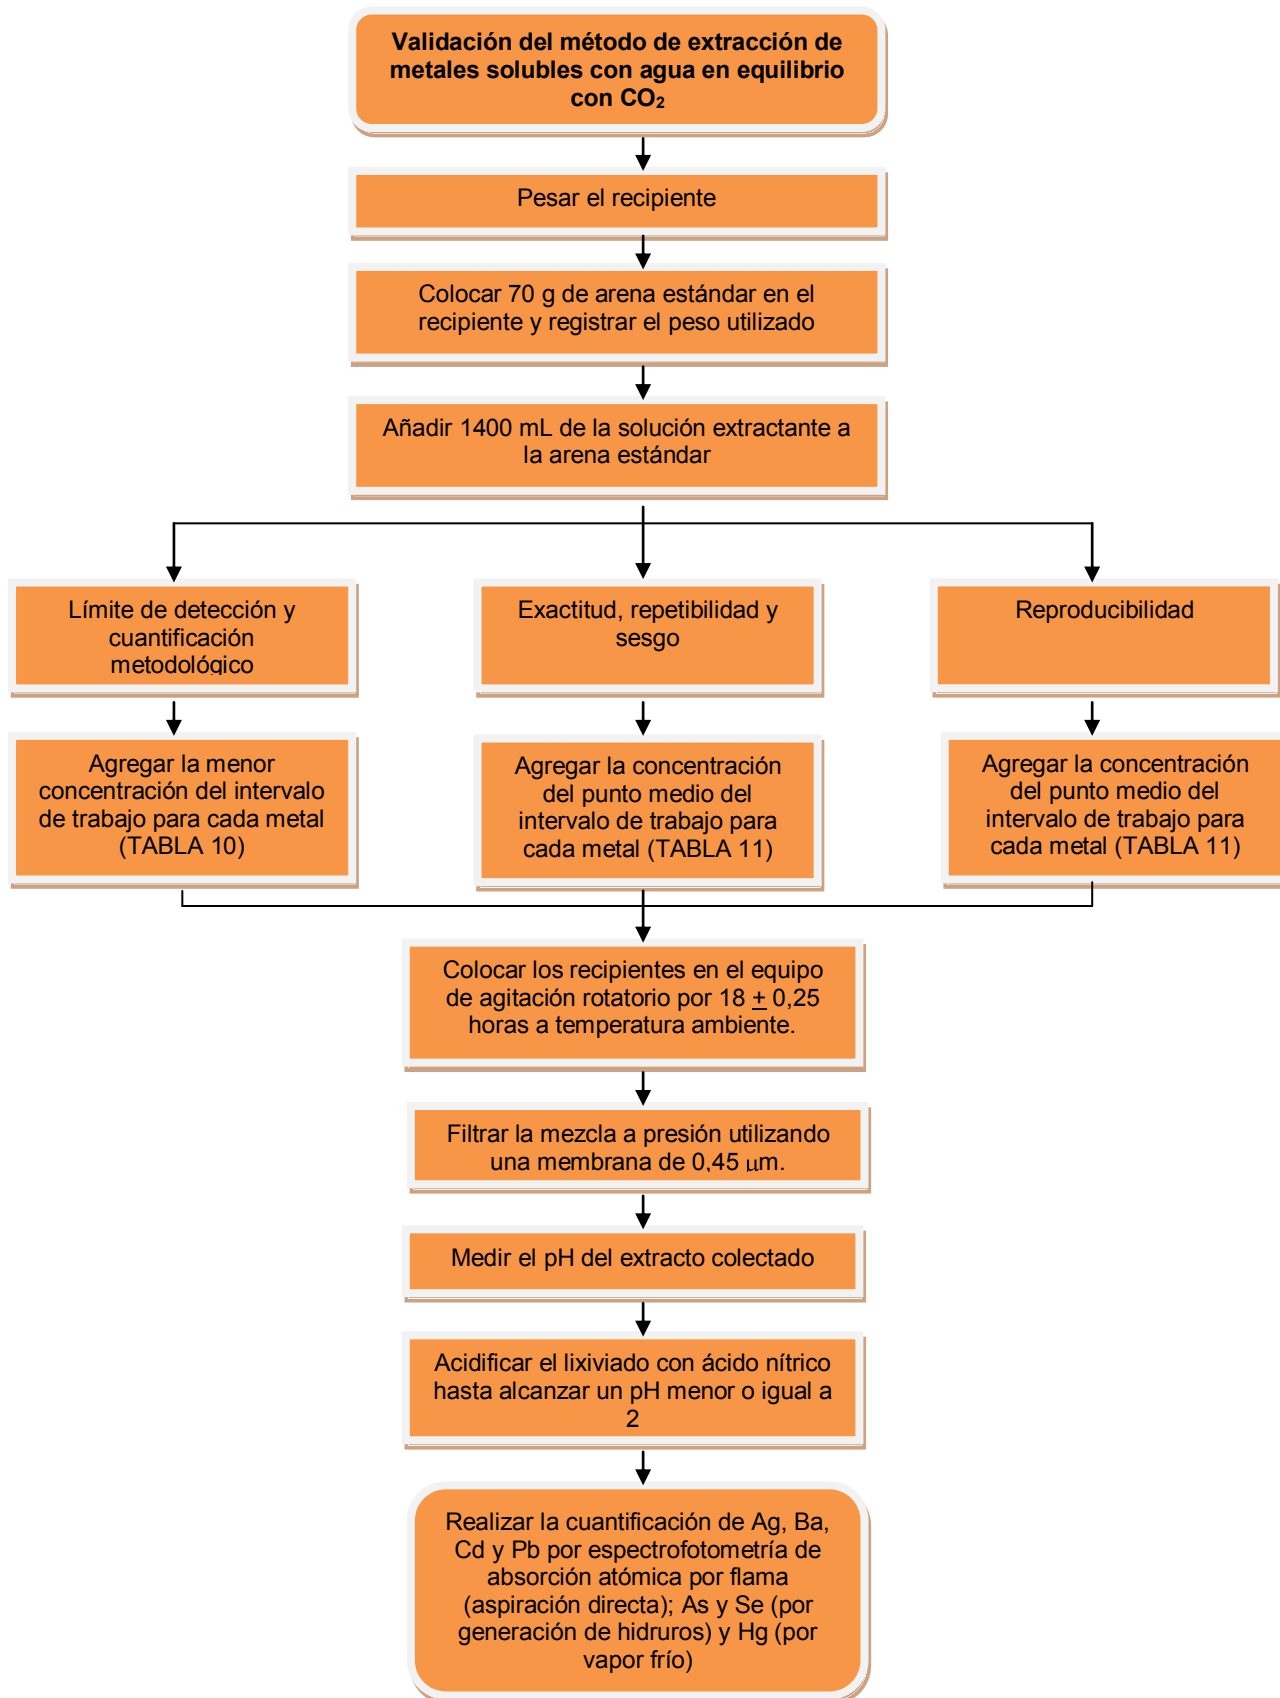 Validación del método de extracción de
metales solubles con agua en equilibrio
con CO₂
Pesar el recipiente
Colocar 70 g de arena estándar en el
recipiente y registrar el peso utilizado
Añadir 1400 mL de la solución extractante a
la arena estándar
Límite de detección y
cuantificación
metodológico
Exactitud, repetibilidad y
sesgo
Reproducibilidad
Agregar la menor
concentración del intervalo
de trabajo para cada metal
(TABLA 10)
Agregar la concentración
del punto medio del
intervalo de trabajo para
cada metal (TABLA 11)
Agregar la concentración
del punto medio del
intervalo de trabajo para
cada metal (TABLA 11)
Colocar los recipientes en el equipo
de agitación rotatorio por 18 ± 0,25
horas a temperatura ambiente.
Filtrar la mezcla a presión utilizando
una membrana de 0,45 μm.
Medir el pH del extracto colectado
Acidificar el lixiviado con ácido nítrico
hasta alcanzar un pH menor o igual a
2
Realizar la cuantificación de Ag, Ba,
Cd y Pb por espectrofotometría de
absorción atómica por flama
(aspiración directa); As y Se (por
generación de hidruros) y Hg (por
vapor frío)